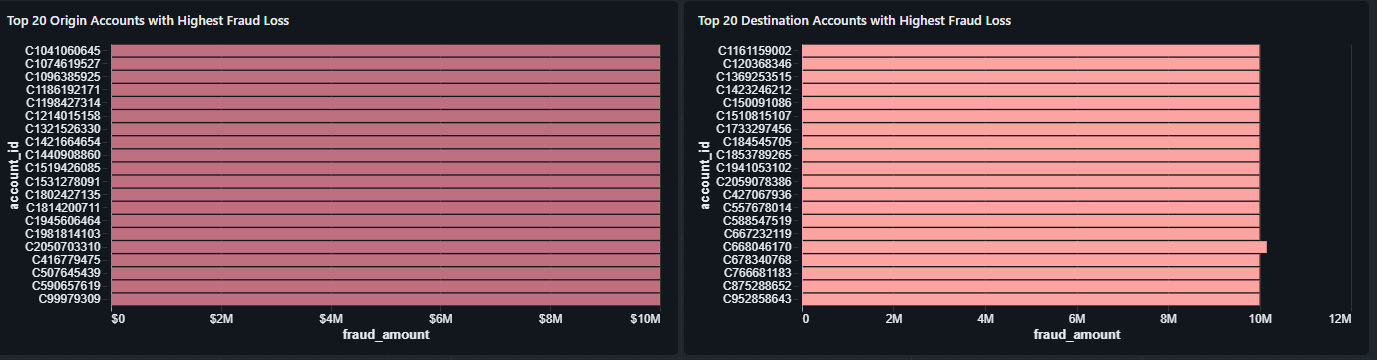 Top 20 Origin Accounts with Highest Fraud Loss
account_id
C1041060645
C1074619527
C1096385925
C1186192171
C1198427314
C1214015158
C1321526330
C1421664654
C1440908860
C1519426085
C1531278091
C1802427135
C1814200711
C1945606464
C1981814103
C2050703310
C416779475
C507645439
C590657619
C99979309
$0 $2M $4M $6M $8M $10M
fraud_amount
Top 20 Destination Accounts with Highest Fraud Loss
account_id
C1161159002
C120368346
C1369253515
C1423246212
C150091086
C1510815107
C1733297456
C184545705
C1853789265
C1941053102
C2059078386
C427067936
C557678014
C588547519
C667232119
C668046170
C678340768
C766681183
C875288652
C952858643
0 2M 4M 6M 8M 10M 12M
fraud_amount